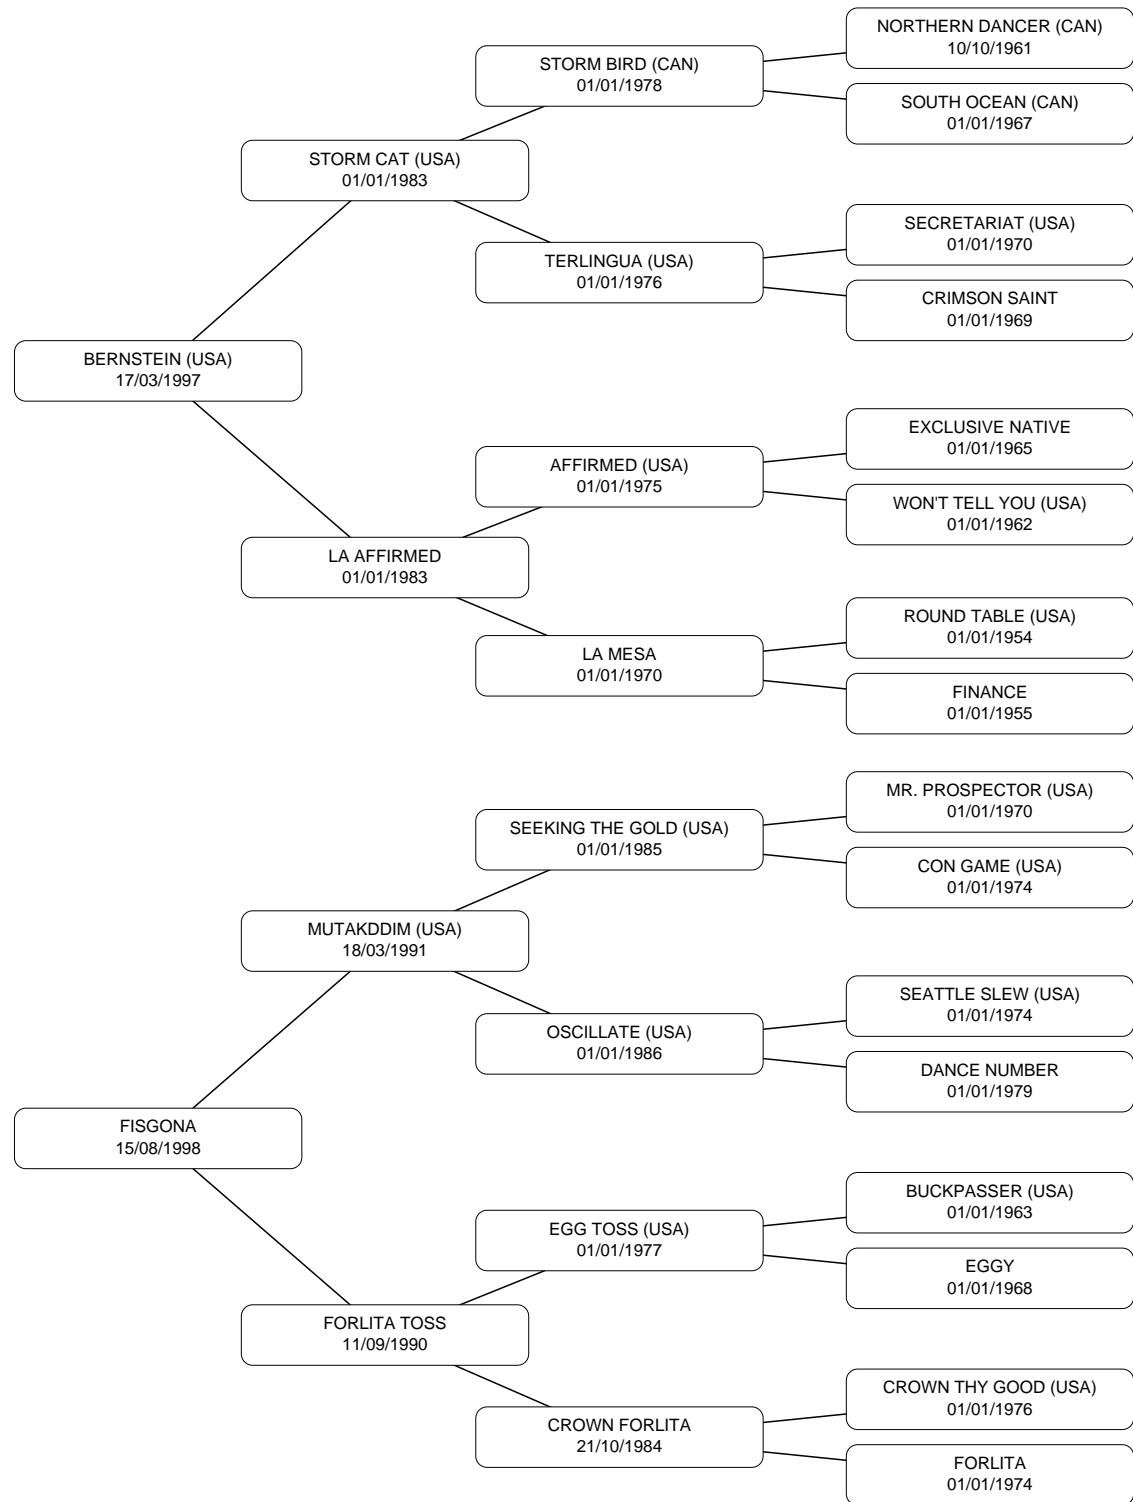 NORTHERN DANCER (CAN)
10/10/1961
STORM BIRD (CAN)
01/01/1978
SOUTH OCEAN (CAN)
01/01/1967
STORM CAT (USA)
01/01/1983
SECRETARIAT (USA)
01/01/1970
TERLINGUA (USA)
01/01/1976
CRIMSON SAINT
01/01/1969
BERNSTEIN (USA)
17/03/1997
EXCLUSIVE NATIVE
01/01/1965
AFFIRMED (USA)
01/01/1975
WON'T TELL YOU (USA)
01/01/1962
LA AFFIRMED
01/01/1983
ROUND TABLE (USA)
01/01/1954
LA MESA
01/01/1970
FINANCE
01/01/1955
MR. PROSPECTOR (USA)
01/01/1970
SEEKING THE GOLD (USA)
01/01/1985
CON GAME (USA)
01/01/1974
MUTAKDDIM (USA)
18/03/1991
SEATTLE SLEW (USA)
01/01/1974
OSCILLATE (USA)
01/01/1986
DANCE NUMBER
01/01/1979
FISGONA
15/08/1998
BUCKPASSER (USA)
01/01/1963
EGG TOSS (USA)
01/01/1977
EGGY
01/01/1968
FORLITA TOSS
11/09/1990
CROWN THY GOOD (USA)
01/01/1976
CROWN FORLITA
21/10/1984
FORLITA
01/01/1974